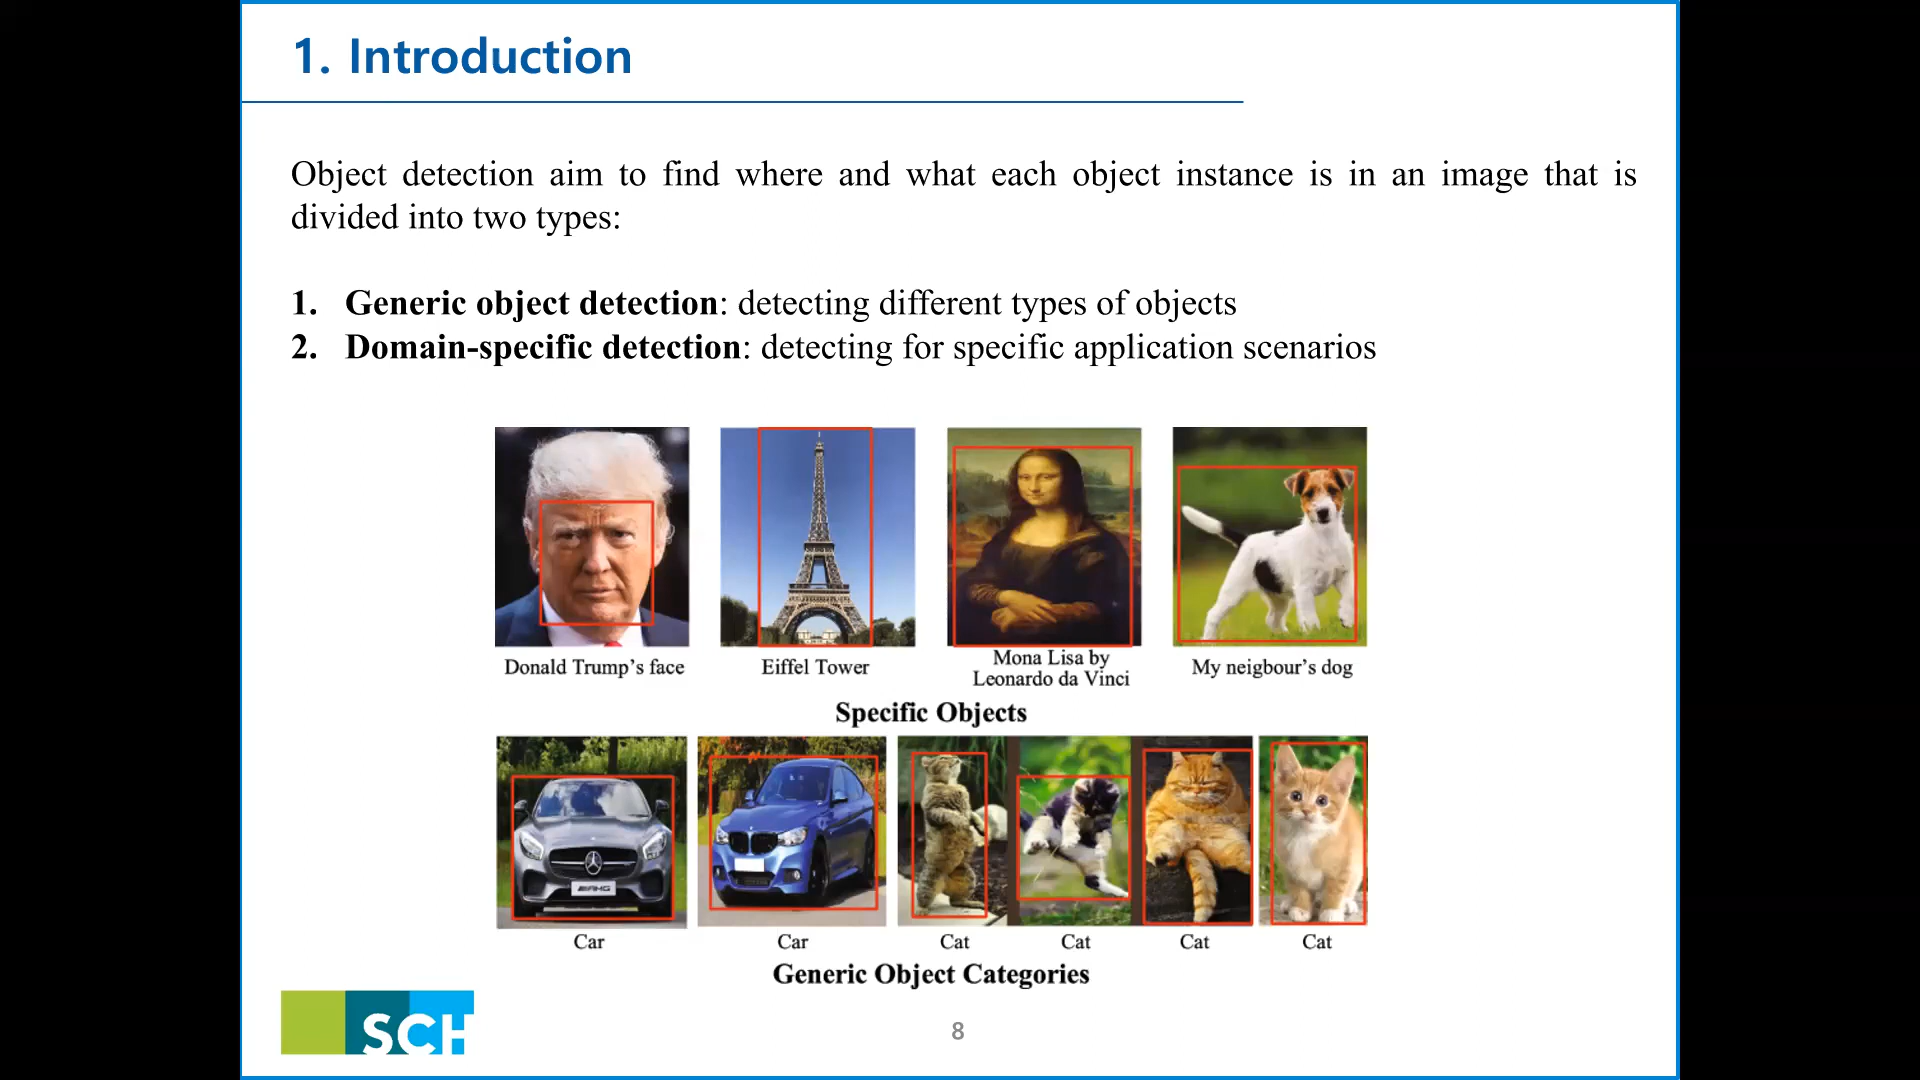 1. Introduction
Object detection aim to find where and what each object instance is in an image that is
divided into two types:
1. Generic object detection: detecting different types of objects
2. Domain-specific detection: detecting for specific application scenarios
Donald Trump's face
Eiffel Tower
Mona Lisa by
Leonardo da Vinci
My neigbour's dog
Specific Objects
AMG
Car
Car
Cat
Cat
Cat
Cat
Generic Object Categories
SCH
8